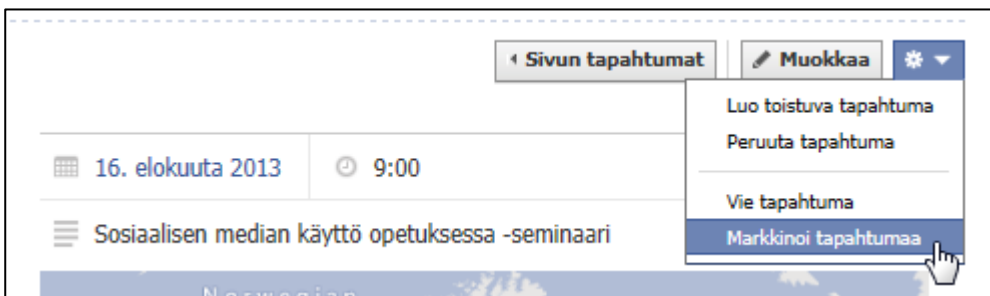 Sivun tapahtumat
Muokkaa
Luo toistuva tapahtuma
Peruuta tapahtuma
16. elokuuta 2013
9:00
Vie tapahtuma
Sosiaalisen median käyttö opetuksessa -seminaari
Markkinoi tapahtumaa
Norwegian